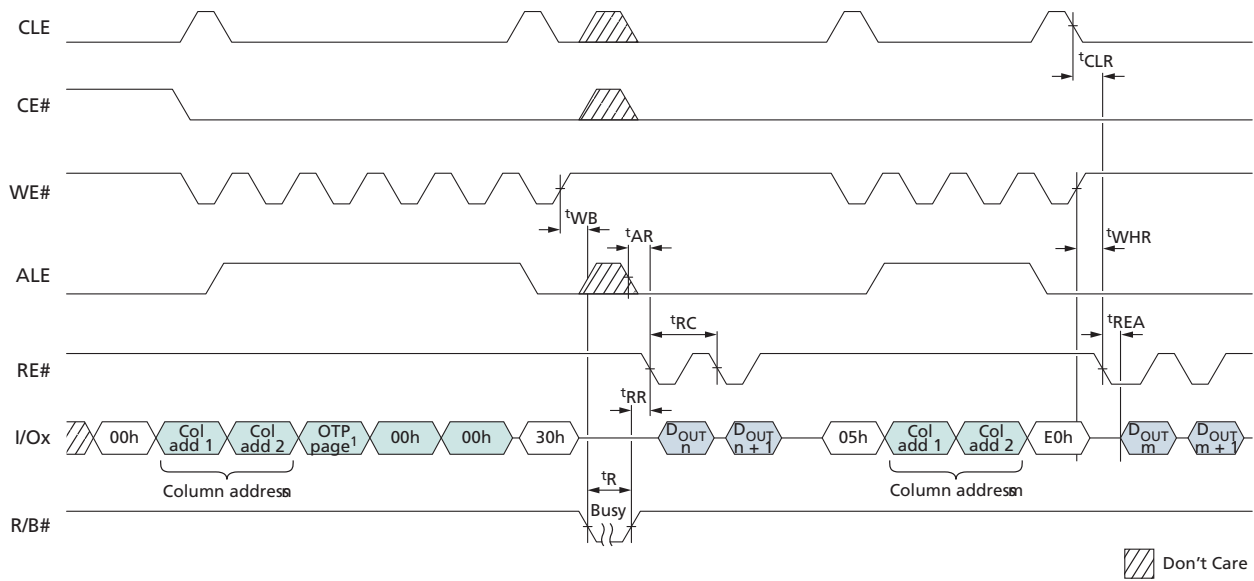 CLE
tCLR
CE#
WE#
tWB
tAR
tWHR
ALE
tRC
tREA
RE#
tRR
I/Ox
00h
Col add 1
Col add 2
OTP page1
00h
00h
30h
DOUT n
DOUT n + 1
05h
Col add 1
Col add 2
E0h
DOUT m
DOUT m + 1
Column address n
tR
Column address m
R/B#
Busy
Don't Care